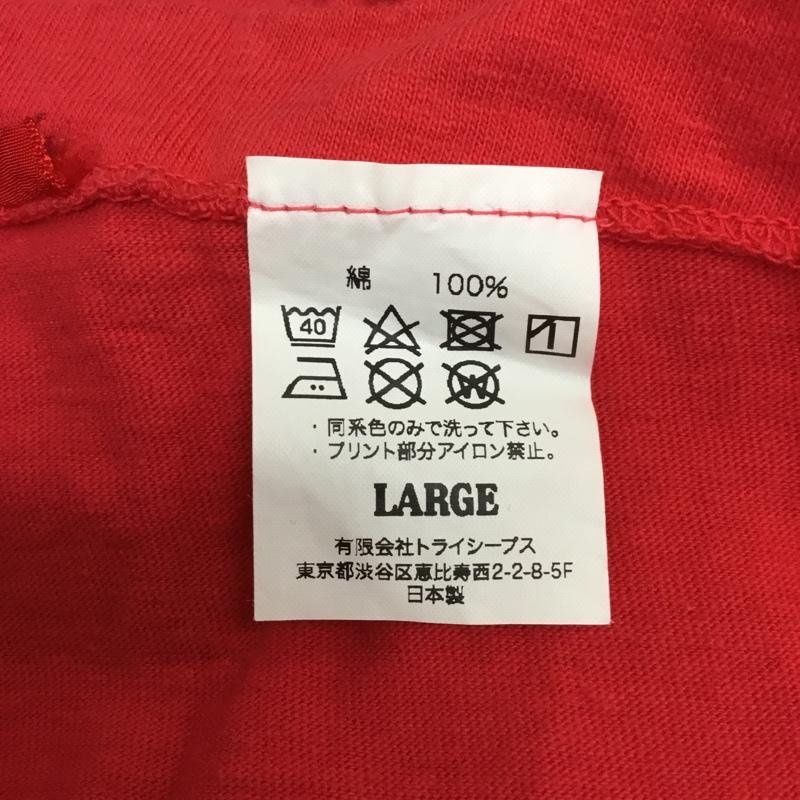 綿 100%
40
W
・同系色のみで洗って下さい。
・プリント部分アイロン禁止。
LARGE
有限会社トライシープス
東京都渋谷区恵比寿西2-2-8-5F
日本製